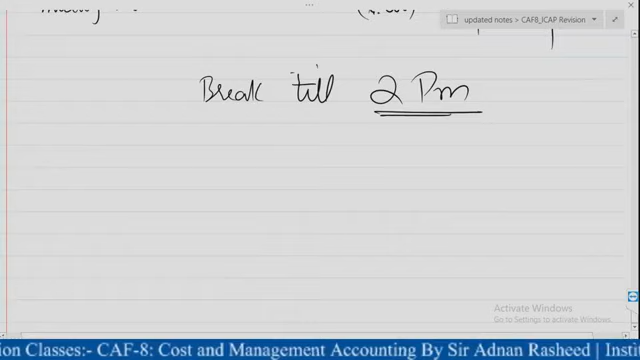 updated notes > CAF8_ICAP Revision
Break till 2 Pm
Activate Windows
Go to Settings to activate Windows.
ion Classes:- CAF-8: Cost and Management Accounting By Sir Adnan Rasheed | Insti